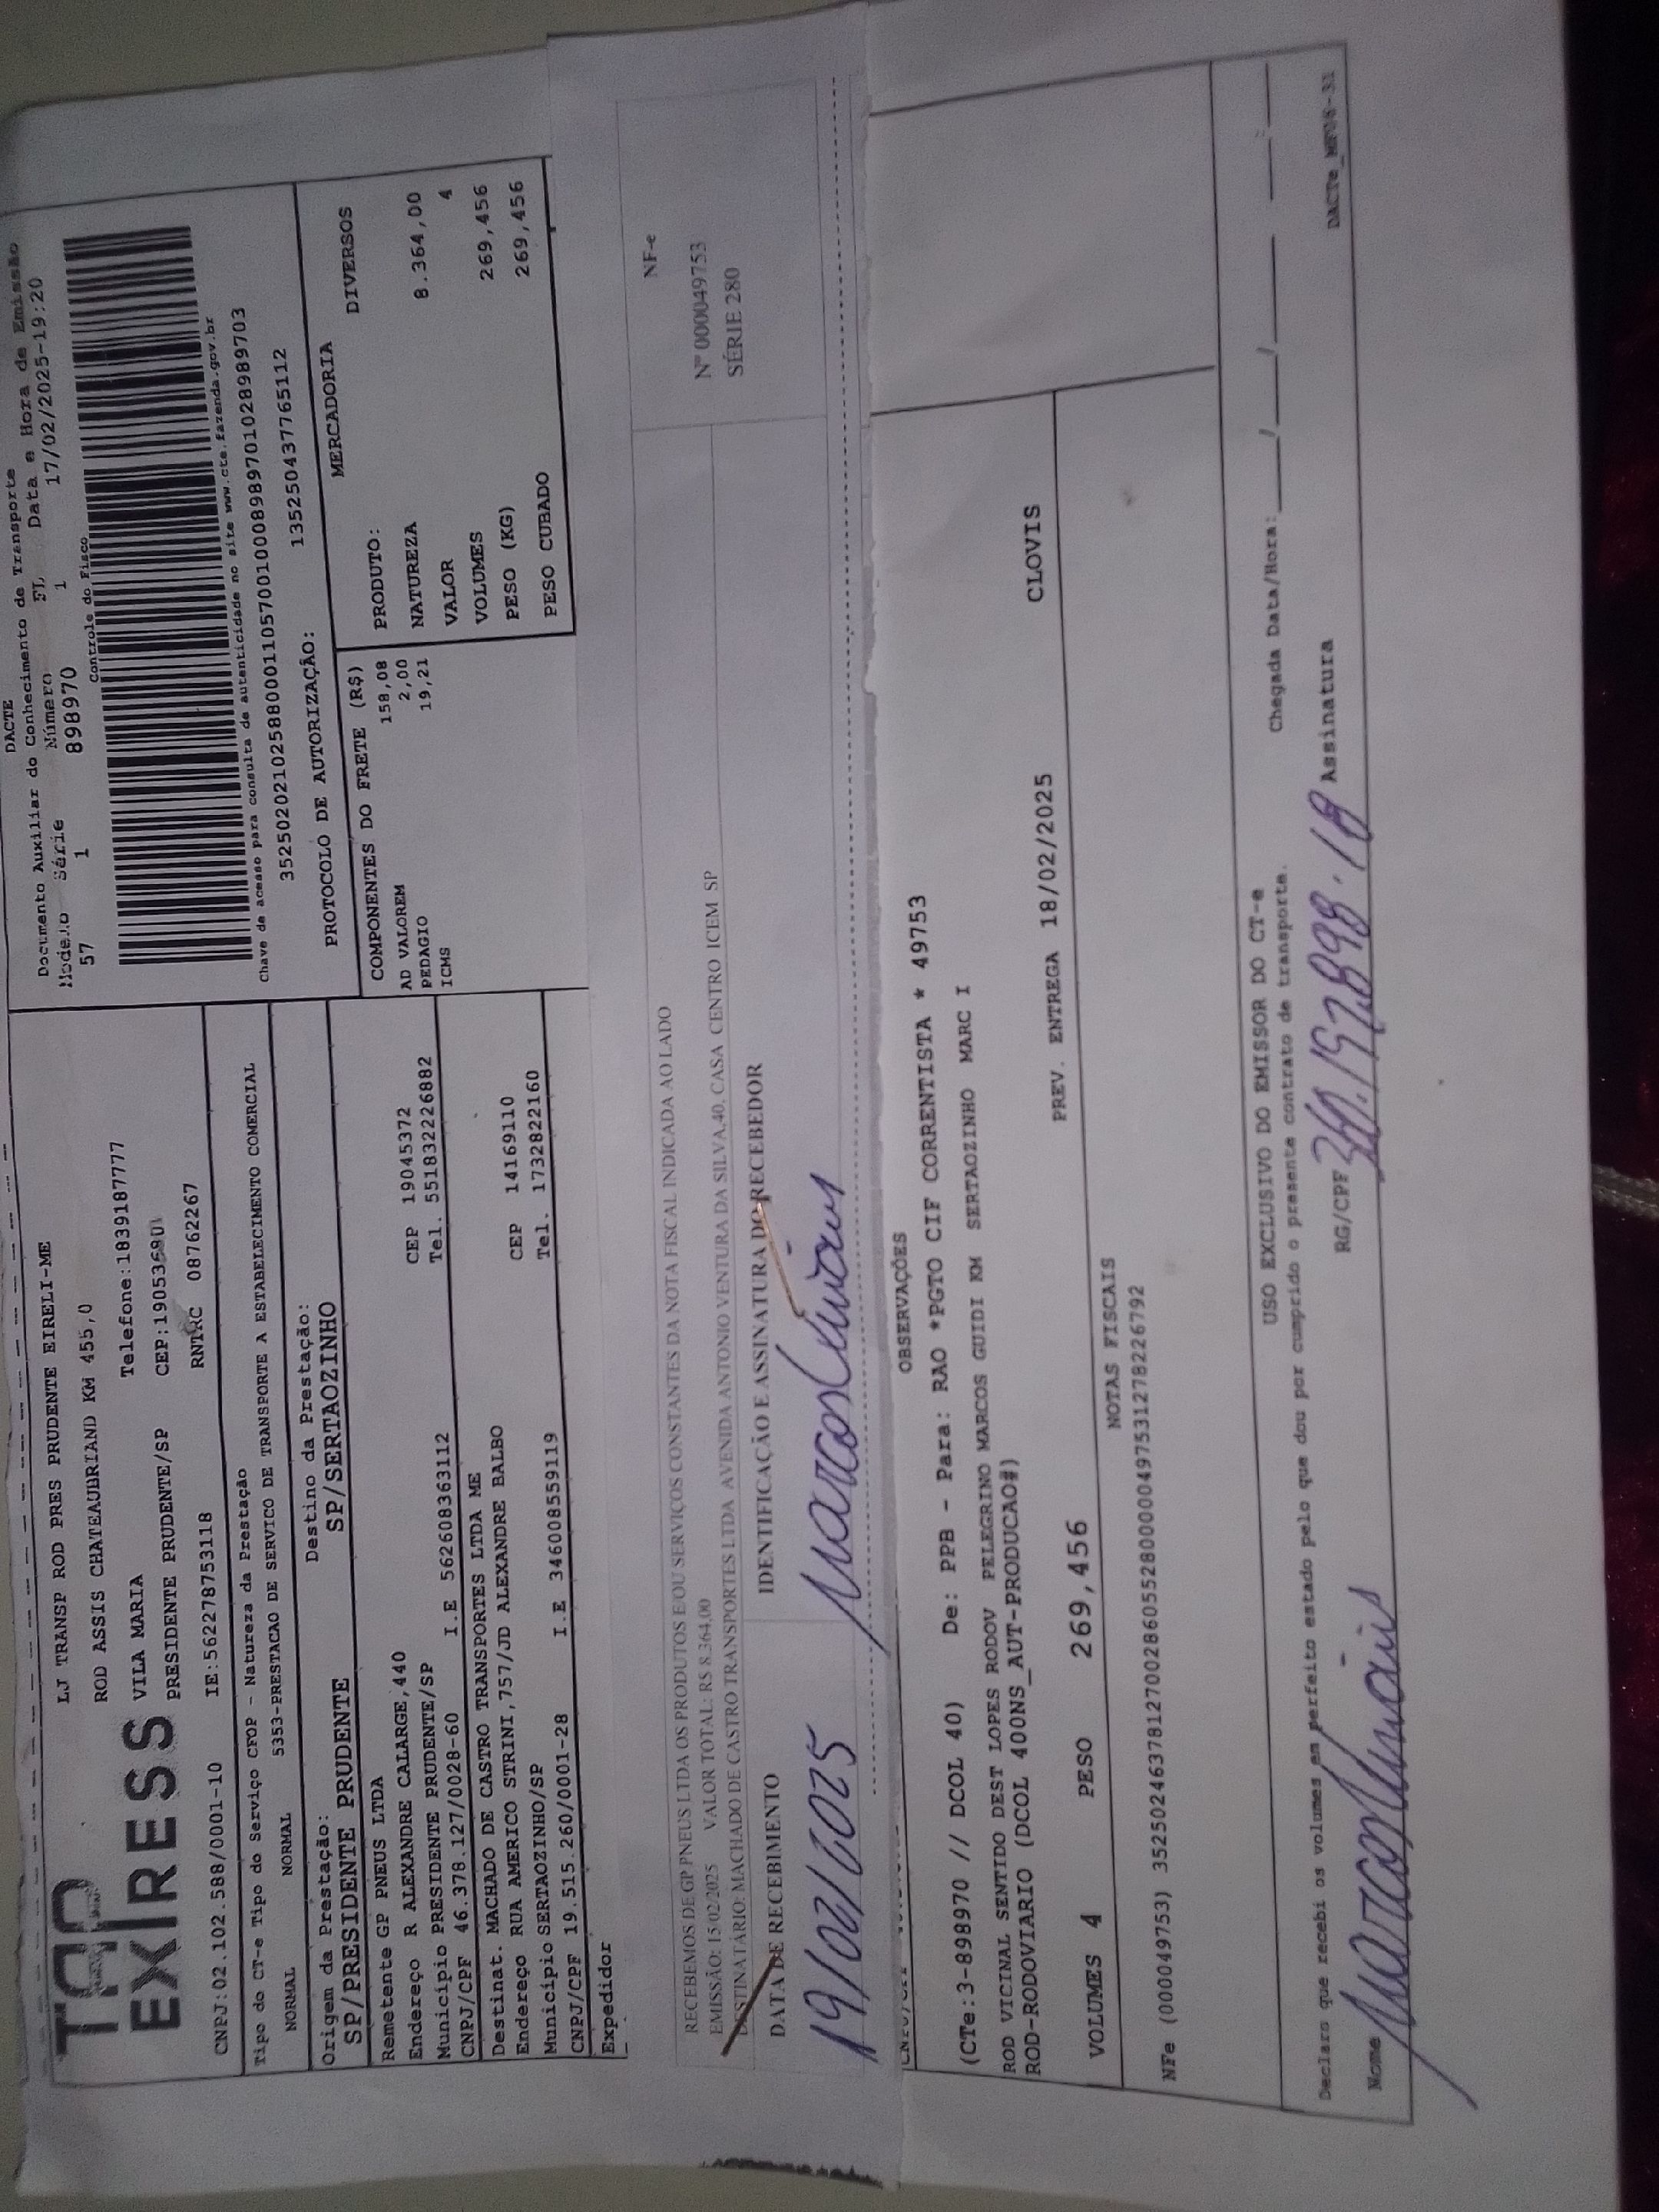 DACTE
Documento Auxiliar do Conhecimento de Transporte
Modelo Série Número FL Data e Hora de Emissão
57 1 898970 1 17/02/2025-19:20
Controle do Fisco
Chave de acesso para consulta de autenticidade no site www.cte.fazenda.gov.br
PROTOCOLO DE AUTORIZAÇÃO: 135250437765112
EXPRESS
LJ TRANSP ROD PRES PRUDENTE EIRELI-ME
ROD ASSIS CHATEAUBRIAND KM 455,0
VILA MARIA Telefone:1839187777
PRESIDENTE PRUDENTE/SP
CNPJ:02.102.588/0001-10 IE:562278753118 RNTRC 08762267
Tipo do CT-e Tipo do Serviço CFOP - Natureza da Prestação
NORMAL NORMAL 5353-PRESTACAO DE SERVICO DE TRANSPORTE A ESTABELECIMENTO COMERCIAL
Origem da Prestação: Destino da Prestação:
SP/PRESIDENTE PRUDENTE SP/SERTAOZINHO
Remetente GP PNEUS LTDA
Endereço R ALEXANDRE CALARGE,440 CEP 19045372
Município PRESIDENTE PRUDENTE/SP Tel. 551832226882
CNPJ/CPF 46.378.127/0028-60 I.E 562608363112
Destinat. MACHADO DE CASTRO TRANSPORTES LTDA ME
Endereço RUA AMERICO STRINI,757/JD ALEXANDRE BALBO CEP 14169110
Município SERTAOZINHO/SP Tel. 1732822160
CNPJ/CPF 19.515.260/0001-28 I.E 346008559119
Expedidor
COMPONENTES DO FRETE (R$)
AD VALOREM 158,08
PEDAGIO 2,00
ICMS 19,21
MERCADORIA
PRODUTO: DIVERSOS
NATUREZA
VALOR 8.364,00
VOLUMES 4
PESO (KG) 269,456
PESO CUBADO 269,456
RECEBEMOS DE GP PNEUS LTDA OS PRODUTOS E/OU SERVIÇOS CONSTANTES DA NOTA FISCAL INDICADA AO LADO
EMISSÃO: 15/02/2025 VALOR TOTAL: R$ 8.364,00
DESTINATÁRIO: MACHADO DE CASTRO TRANSPORTES LTDA AVENIDA ANTONIO VENTURA DA SILVA,40, CASA CENTRO ICEM SP
DATA DE RECEBIMENTO IDENTIFICAÇÃO E ASSINATURA DO RECEBEDOR
19/02/2025
NF-e
Nº 000049753
SÉRIE 280
OBSERVAÇÕES
(CTe:3-898970 // DCOL 40) De: PPB - Para: RAO *PGTO CIF CORRENTISTA * 49753
ROD VICINAL SENTIDO DEST LOPES RODOV PELEGRINO MARCOS GUIDI KM SERTAOZINHO MARC I
ROD-RODOVIARIO (DCOL 400NS_AUT-PRODUCAO#)
VOLUMES 4 PESO 269,456 PREV. ENTREGA 18/02/2025 CLOVIS
NOTAS FISCAIS
NFe (000049753) 35250246378127002860552800000497531278226792
USO EXCLUSIVO DO EMISSOR DO CT-e
Declaro que recebi os volumes em perfeito estado pelo que dou por cumprido o presente contrato de transporte. Chegada Data/Hora: ___/___/___ ___:___
Nome RG/CPF Assinatura